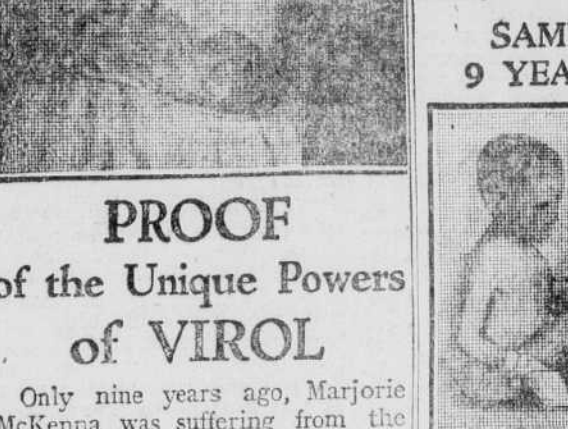 PROOF
of the Unique Powers
of VIROL
Only nine years ago, Marjorie
McKenna was suffering from the
SAM
9 YEA